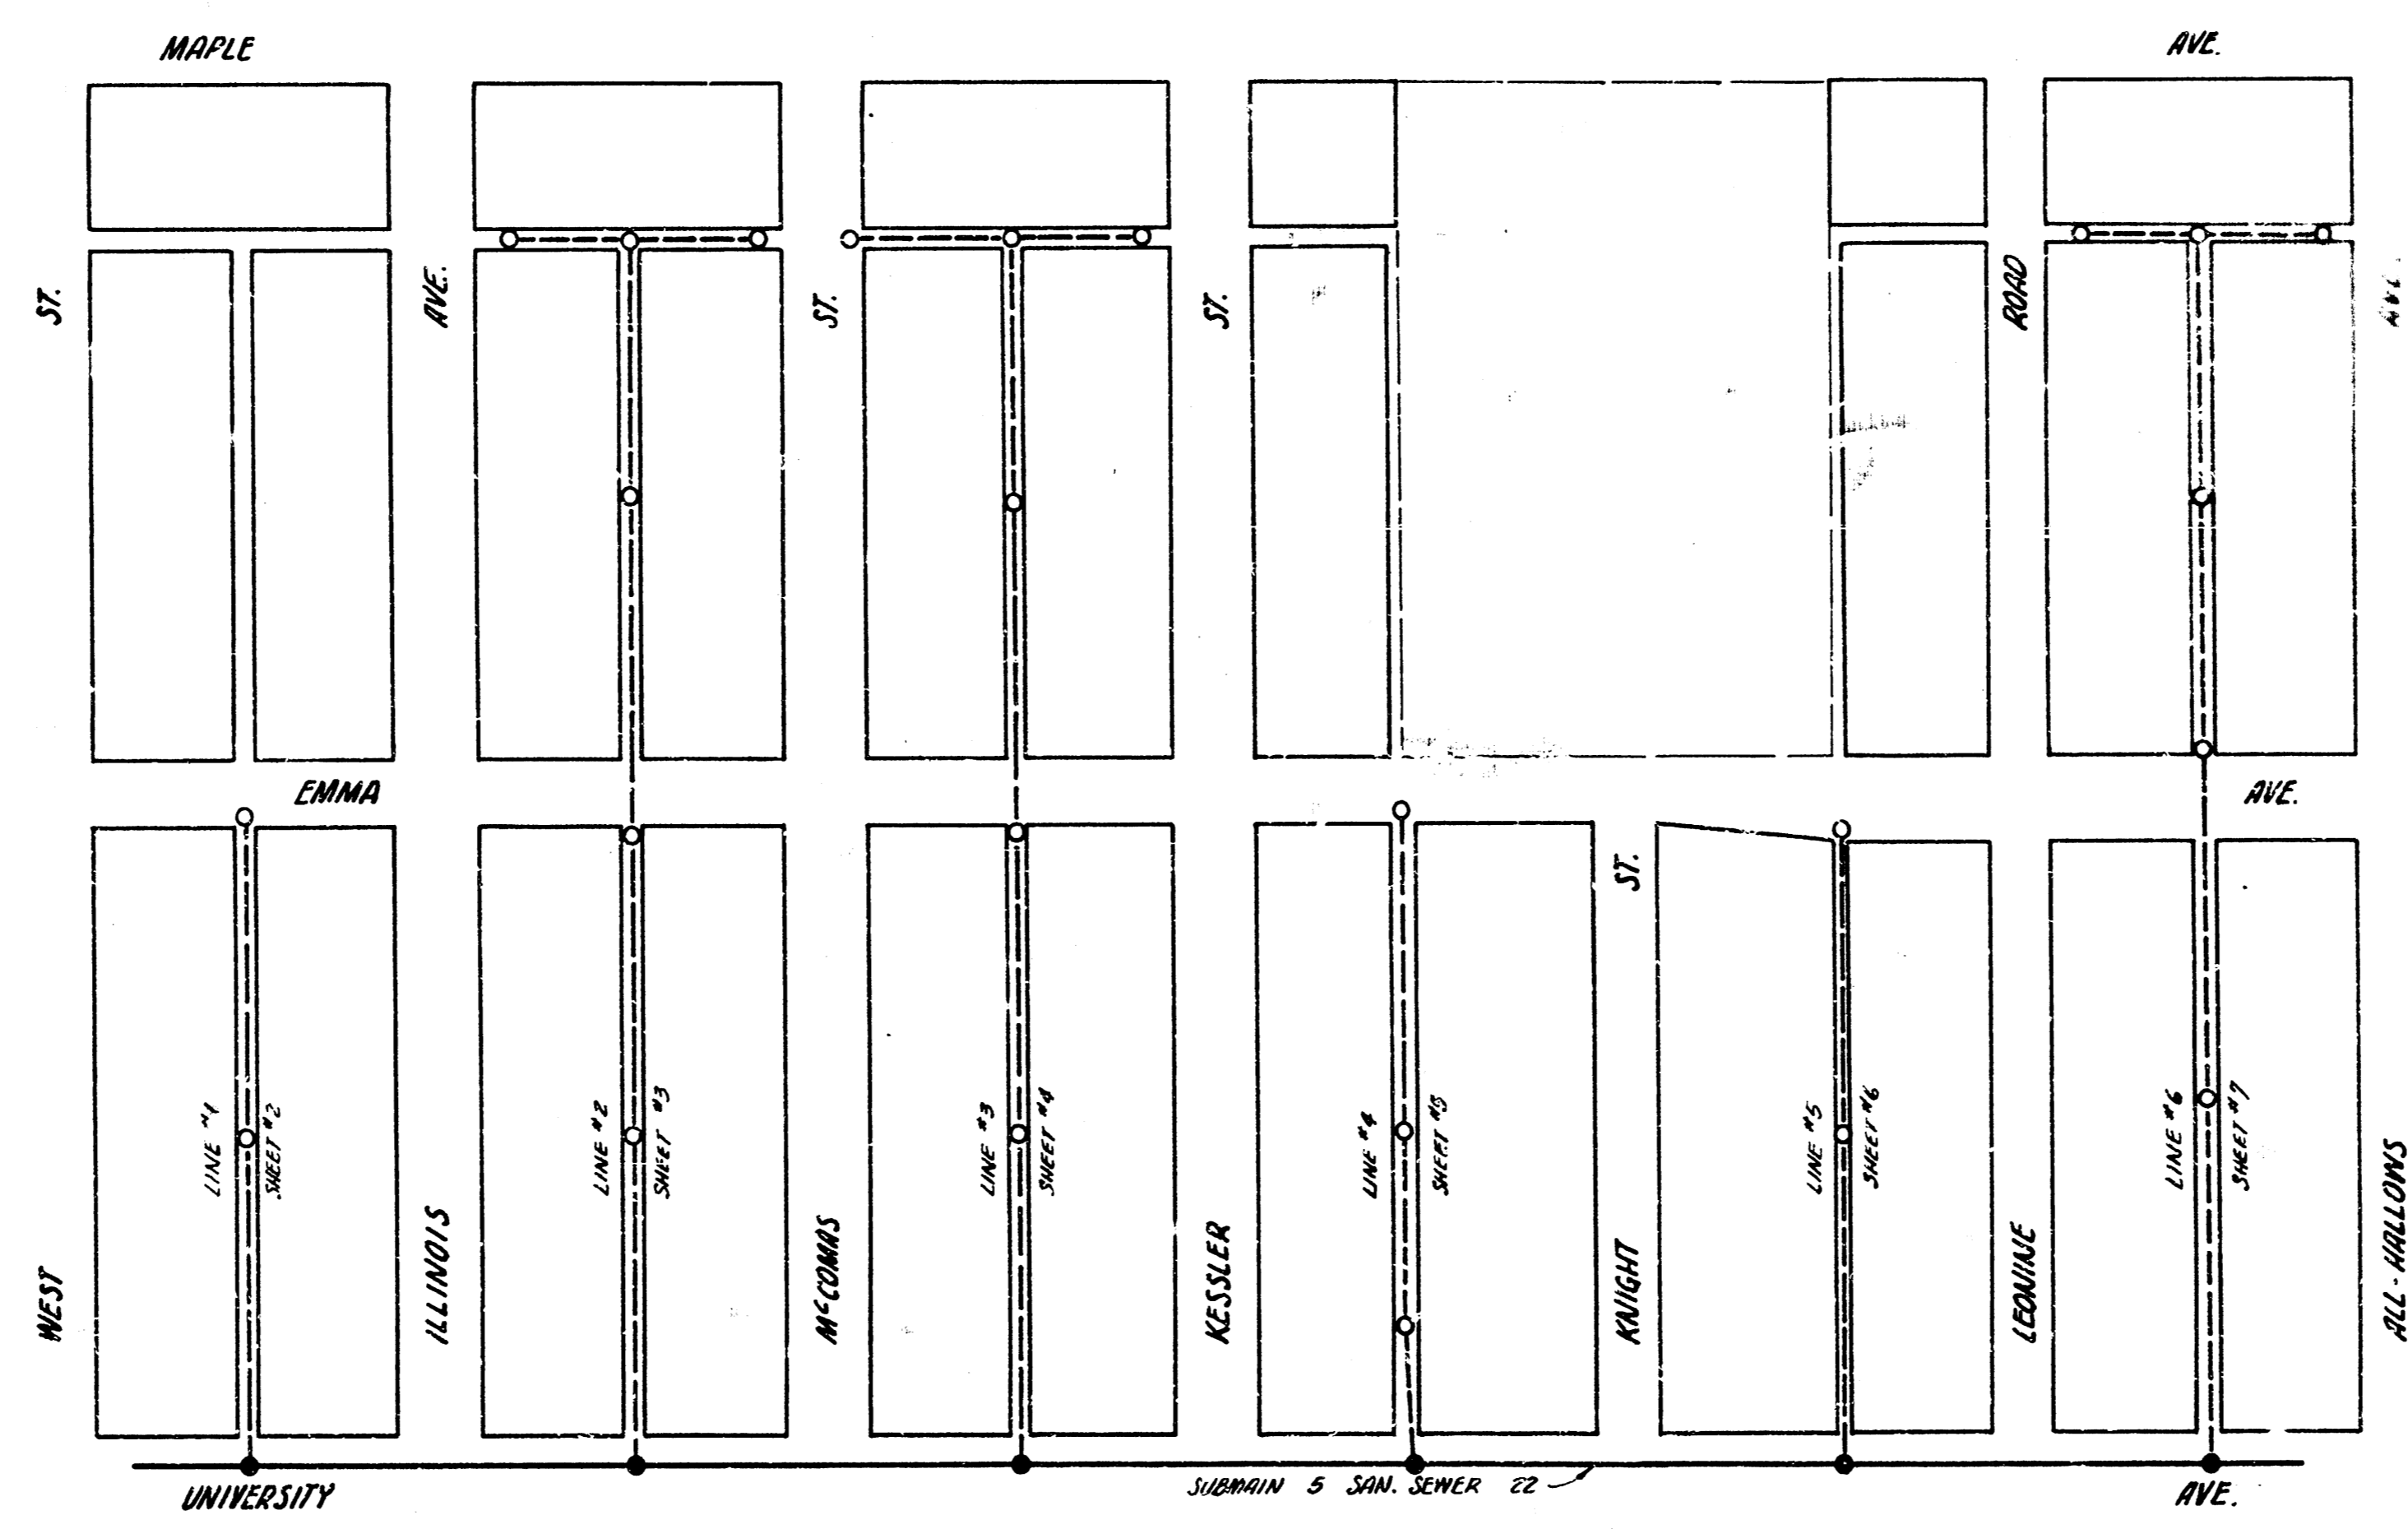 MAPLE AVE.
ST.
AVE.
ST.
ST.
ROAD
AVE.
EMMA AVE.
ST.
LINE #1
SHEET #2
LINE #2
SHEET #3
LINE #3
SHEET #4
LINE #4
SHEET #5
LINE #5
SHEET #6
LINE #6
SHEET #7
WEST
ILLINOIS
McCOMAS
KESSLER
KNIGHT
LEONINE
ALL-HALLOWS
SUBMAIN 5 SAN. SEWER 22
UNIVERSITY AVE.